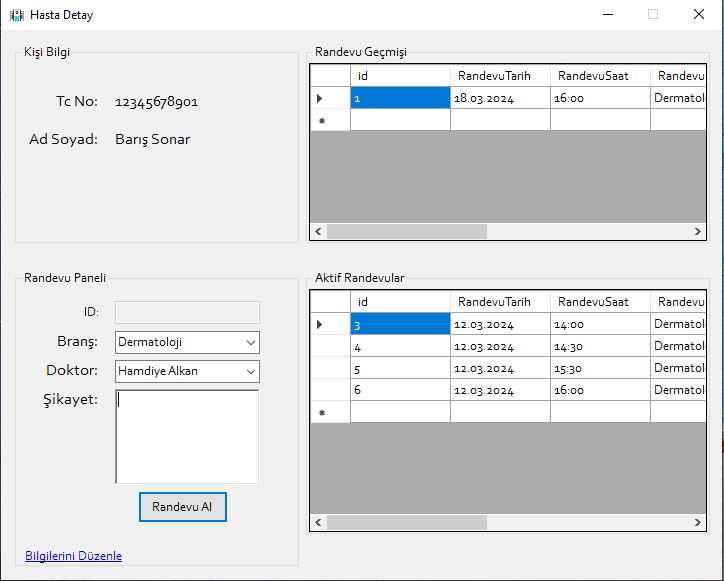 Hasta Detay
Kişi Bilgi
Tc No: 12345678901
Ad Soyad: Barış Sonar
Randevu Geçmişi
id RandevuTarih RandevuSaat Randevu
1 18.03.2024 16:00 Dermatol
Randevu Paneli
ID:
Branş: Dermatoloji
Doktor: Hamdiye Alkan
Şikayet:
Randevu Al
Bilgilerini Düzenle
Aktif Randevular
id RandevuTarih RandevuSaat Randevu
3 12.03.2024 14:00 Dermatol
4 12.03.2024 14:30 Dermatol
5 12.03.2024 15:30 Dermatol
6 12.03.2024 16:00 Dermatol